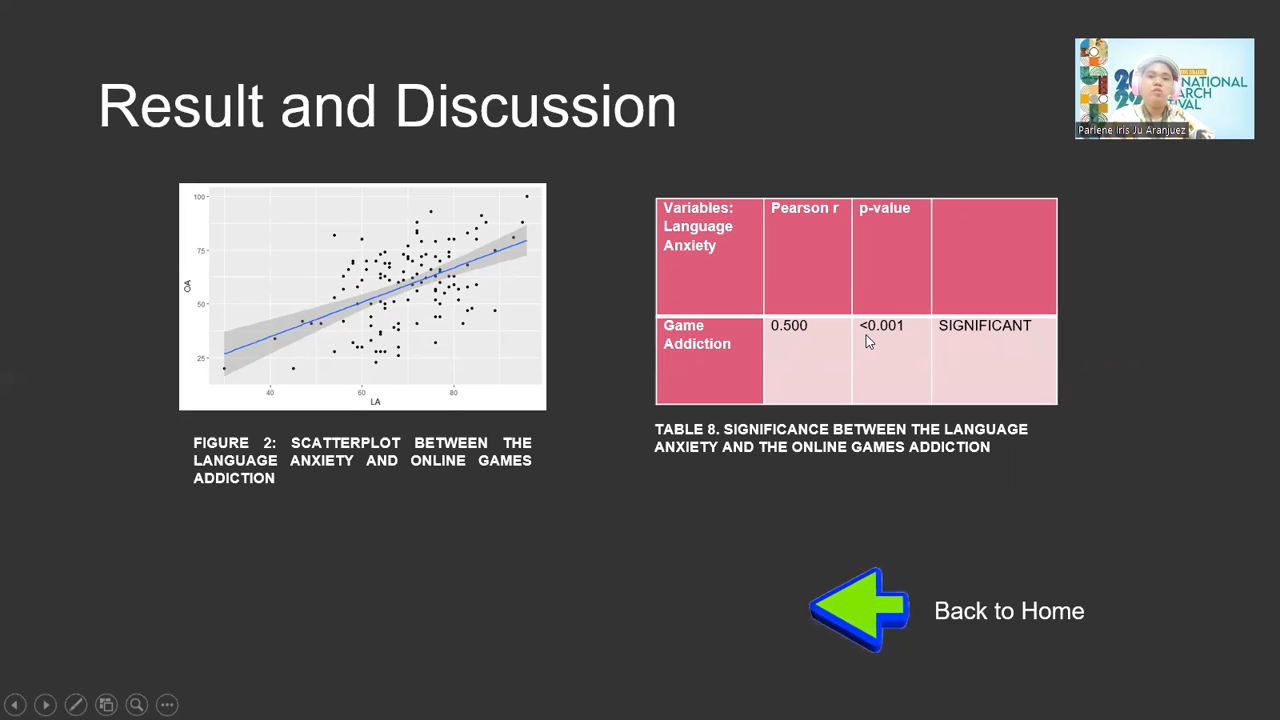 Result and Discussion
NATIONAL
Parlene Iris Ju Aranjuez
100
75
50
25
OA
40
60
80
LA
FIGURE 2: SCATTERPLOT BETWEEN THE
LANGUAGE ANXIETY AND ONLINE GAMES
ADDICTION
Variables:
Language
Anxiety
Pearson r
p-value
Game
Addiction
0.500
<0.001
SIGNIFICANT
TABLE 8. SIGNIFICANCE BETWEEN THE LANGUAGE
ANXIETY AND THE ONLINE GAMES ADDICTION
Back to Home